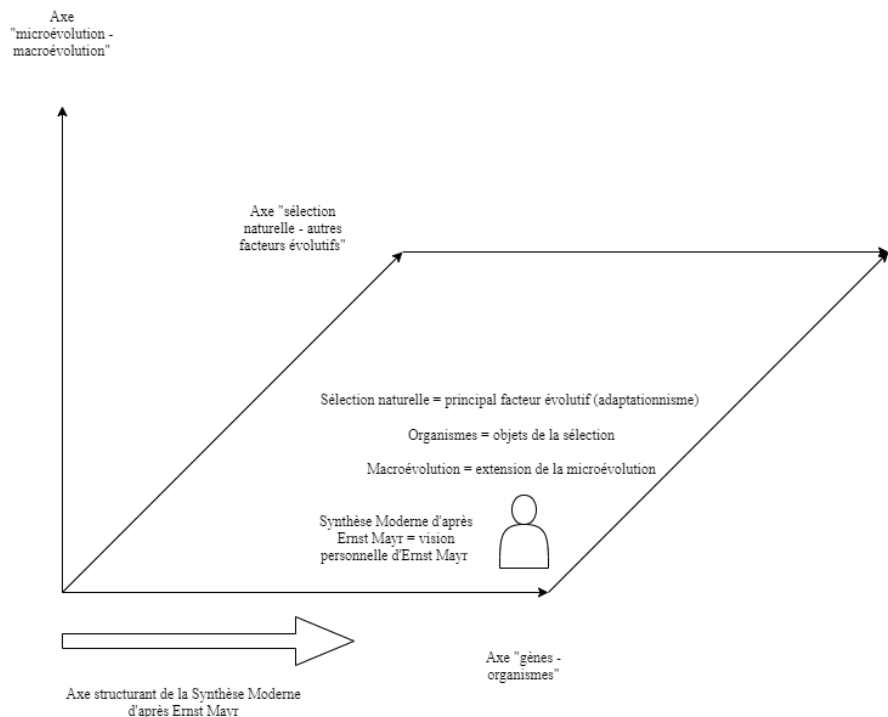 Axe
"microévolution -
macroévolution"
Axe "sélection
naturelle - autres
facteurs évolutifs"
Sélection naturelle = principal facteur évolutif (adaptationnisme)
Organismes = objets de la sélection
Macroévolution = extension de la microévolution
Synthèse Moderne d'après
Ernst Mayr = vision
personnelle d'Ernst Mayr
Axe "gènes -
organismes"
Axe structurant de la Synthèse Moderne
d'après Ernst Mayr